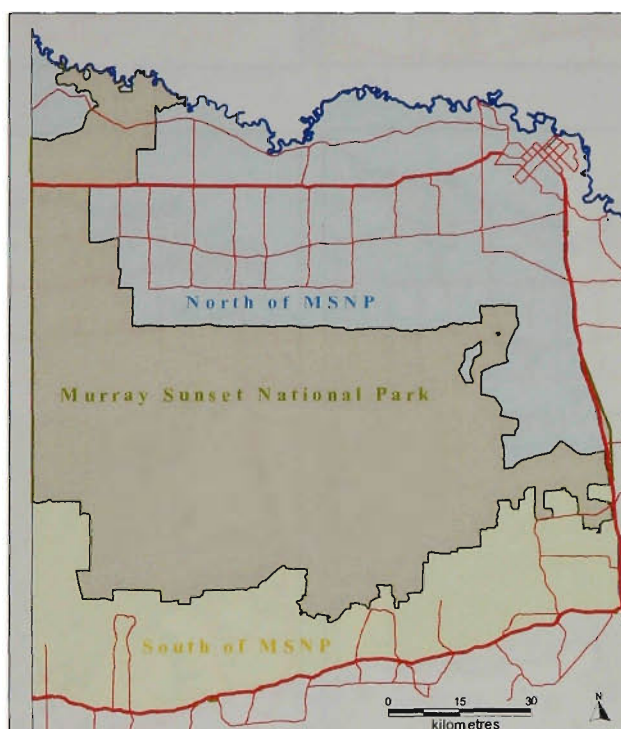 North of MSNP
Murray Sunset National Park
South of MSNP
0 15 30
kilometres
N